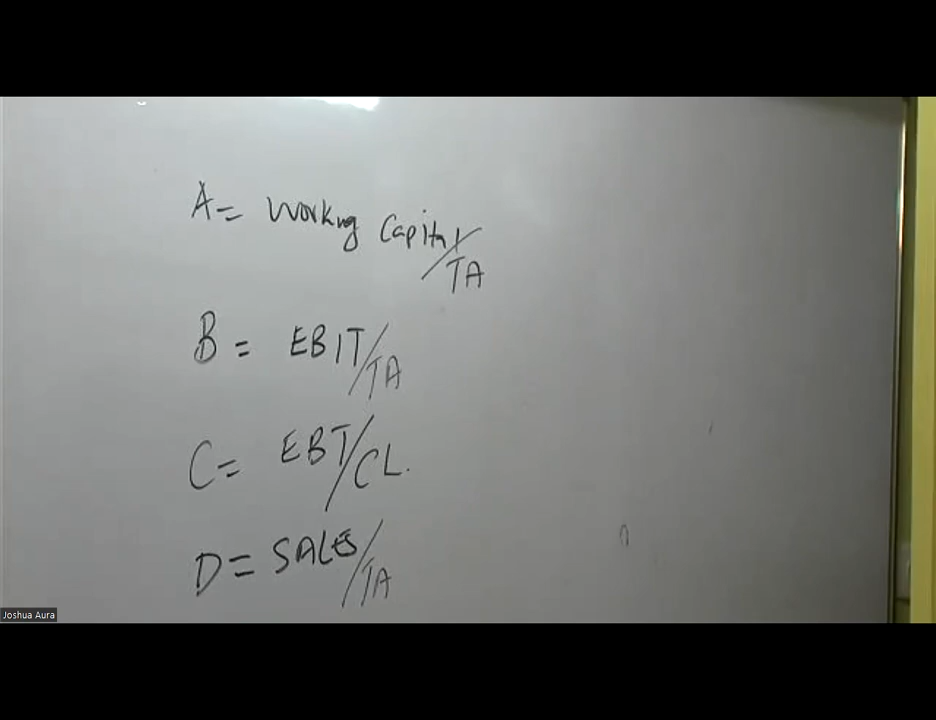 A= Working Capital/TA
B= EBIT/TA
C= EBT/CL.
D= SALES/TA
Joshua Aura